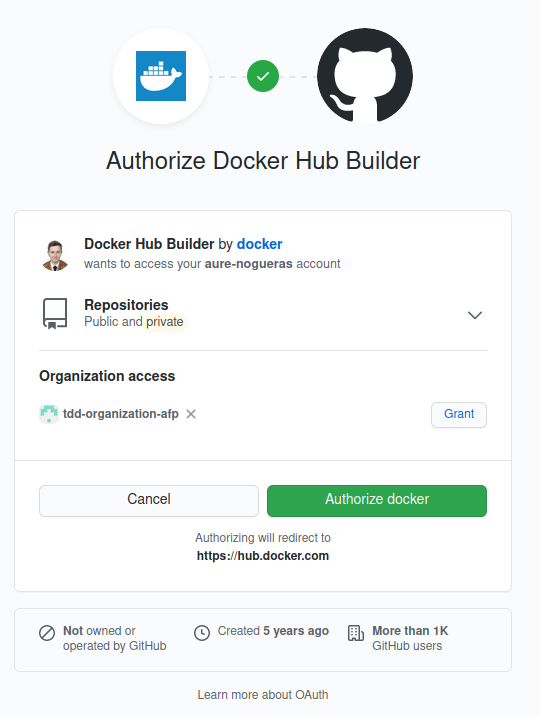 Authorize Docker Hub Builder
Docker Hub Builder by docker
wants to access your aure-nogueras account
Repositories
Public and private
Organization access
tdd-organization-afp
Grant
Cancel
Authorize docker
Authorizing will redirect to
https://hub.docker.com
Not owned or
operated by GitHub
Created 5 years ago
More than 1K
GitHub users
Learn more about OAuth